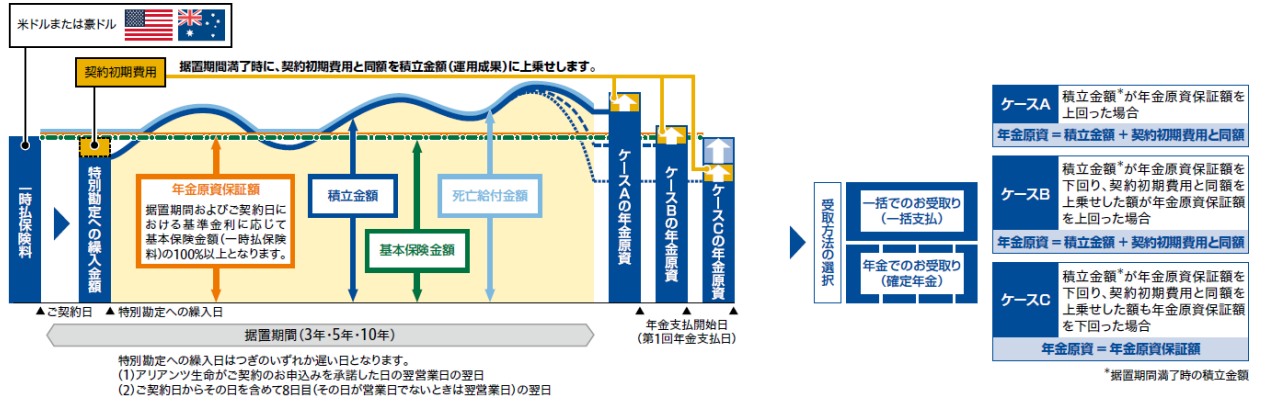 米ドルまたは豪ドル
契約初期費用
据置期間満了時に、契約初期費用と同額を積立金額(運用成果)に上乗せします。
一時払保険料
特別勘定への繰入金額
年金原資保証額
据置期間およびご契約日に
おける基準金利に応じて
基本保険金額(一時払保険
料)の100%以上となります。
積立金額
基本保険金額
死亡給付金額
ケースAの年金原資
ケースBの年金原資
ケースCの年金原資
▲ご契約日
▲特別勘定への繰入日
年金支払開始日
(第1回年金支払日)
据置期間(3年・5年・10年)
特別勘定への繰入日はつぎのいずれか遅い日となります。
(1)アリアンツ生命がご契約のお申込みを承諾した日の翌営業日の翌日
(2)ご契約日からその日を含めて8日目(その日が営業日でないときは翌営業日)の翌日
受取方法の選択
一括でのお受取り
(一括支払)
年金でのお受取り
(確定年金)
ケースA
積立金額*が年金原資保証額を
上回った場合
年金原資=積立金額+契約初期費用と同額
ケースB
積立金額*が年金原資保証額を
下回り、契約初期費用と同額を
上乗せした額が年金原資保証額
を上回った場合
年金原資=積立金額+契約初期費用と同額
ケースC
積立金額*が年金原資保証額を
下回り、契約初期費用と同額を
上乗せした額も年金原資保証額
を下回った場合
年金原資=年金原資保証額
*据置期間満了時の積立金額